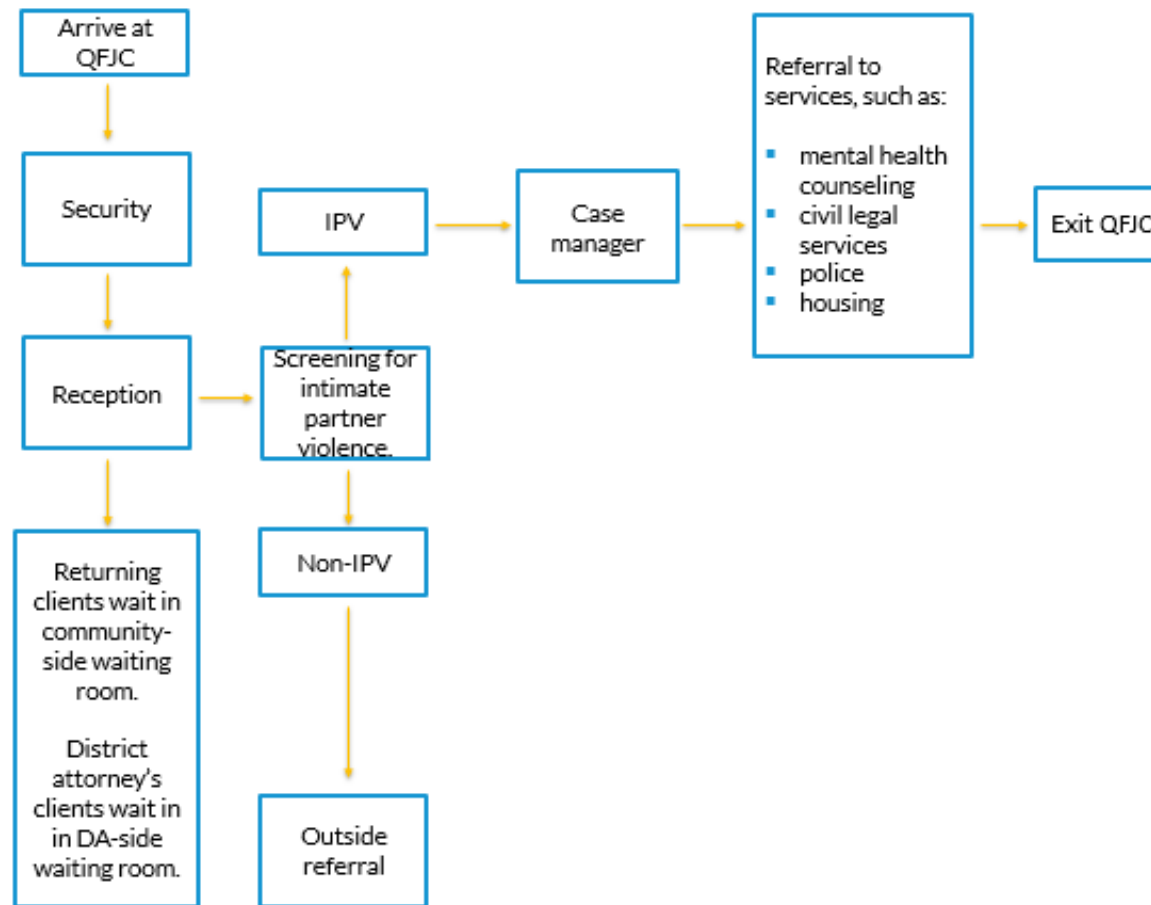 Arrive at
QFJC
Security
Reception
Returning
clients wait in
community-
side waiting
room.
District
attorney's
clients wait in
in DA-side
waiting room.
IPV
Screening for
intimate
partner
violence.
Non-IPV
Outside
referral
Case
manager
Referral to
services, such as:
▪ mental health
counseling
▪ civil legal
services
▪ police
▪ housing
Exit QFJC